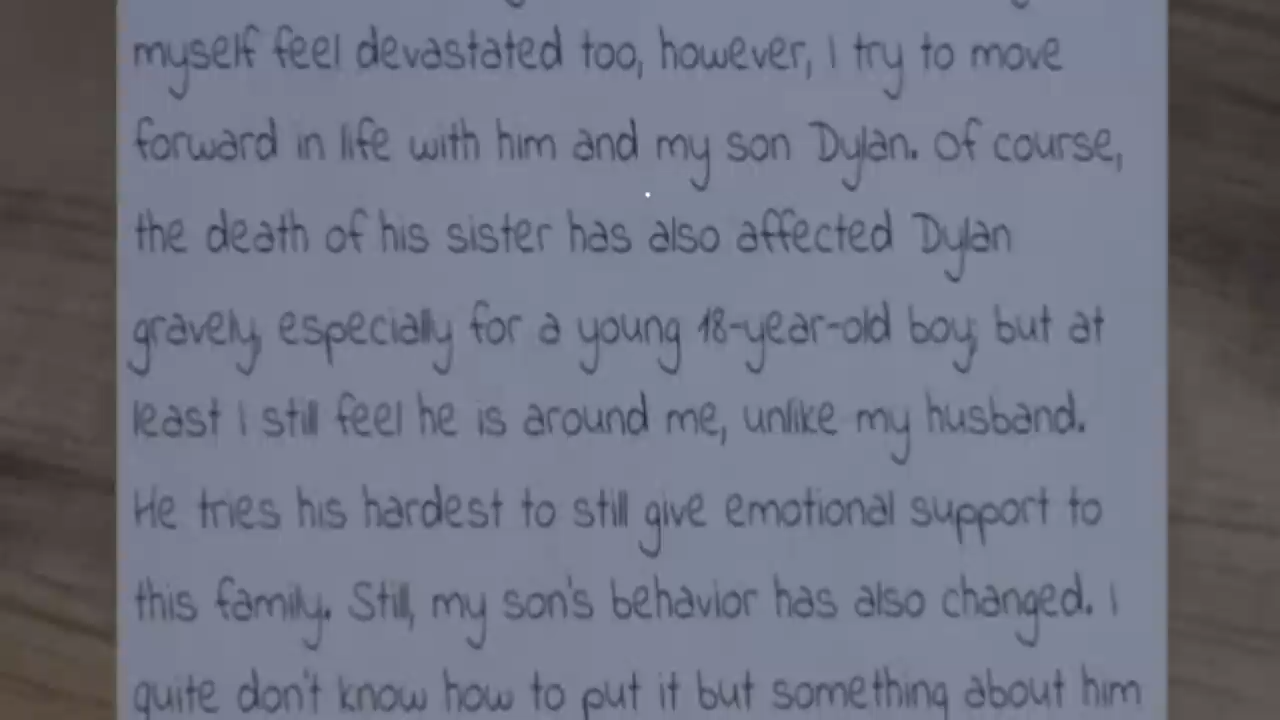 myself feel devastated too, however, I try to move
forward in life with him and my son Dylan. Of course,
the death of his sister has also affected Dylan
gravely, especially for a young 18-year-old boy, but at
least I still feel he is around me, unlike my husband.
He tries his hardest to still give emotional support to
this family. Still, my son's behavior has also changed. I
quite don't know how to put it but something about him